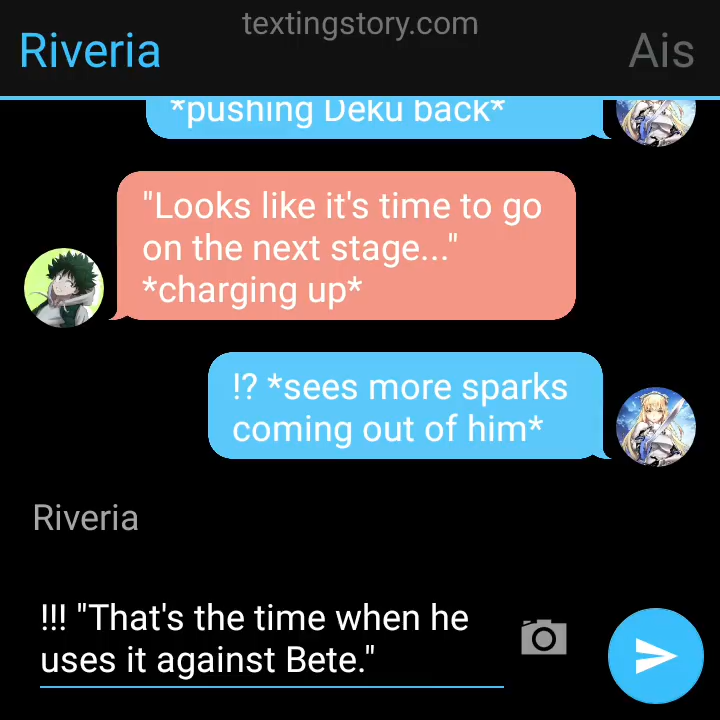 textingstory.com
Riveria
Ais
*pushing Deku back*
"Looks like it's time to go
on the next stage..."
*charging up*
!? *sees more sparks
coming out of him*
Riveria
!!! "That's the time when he
uses it against Bete."